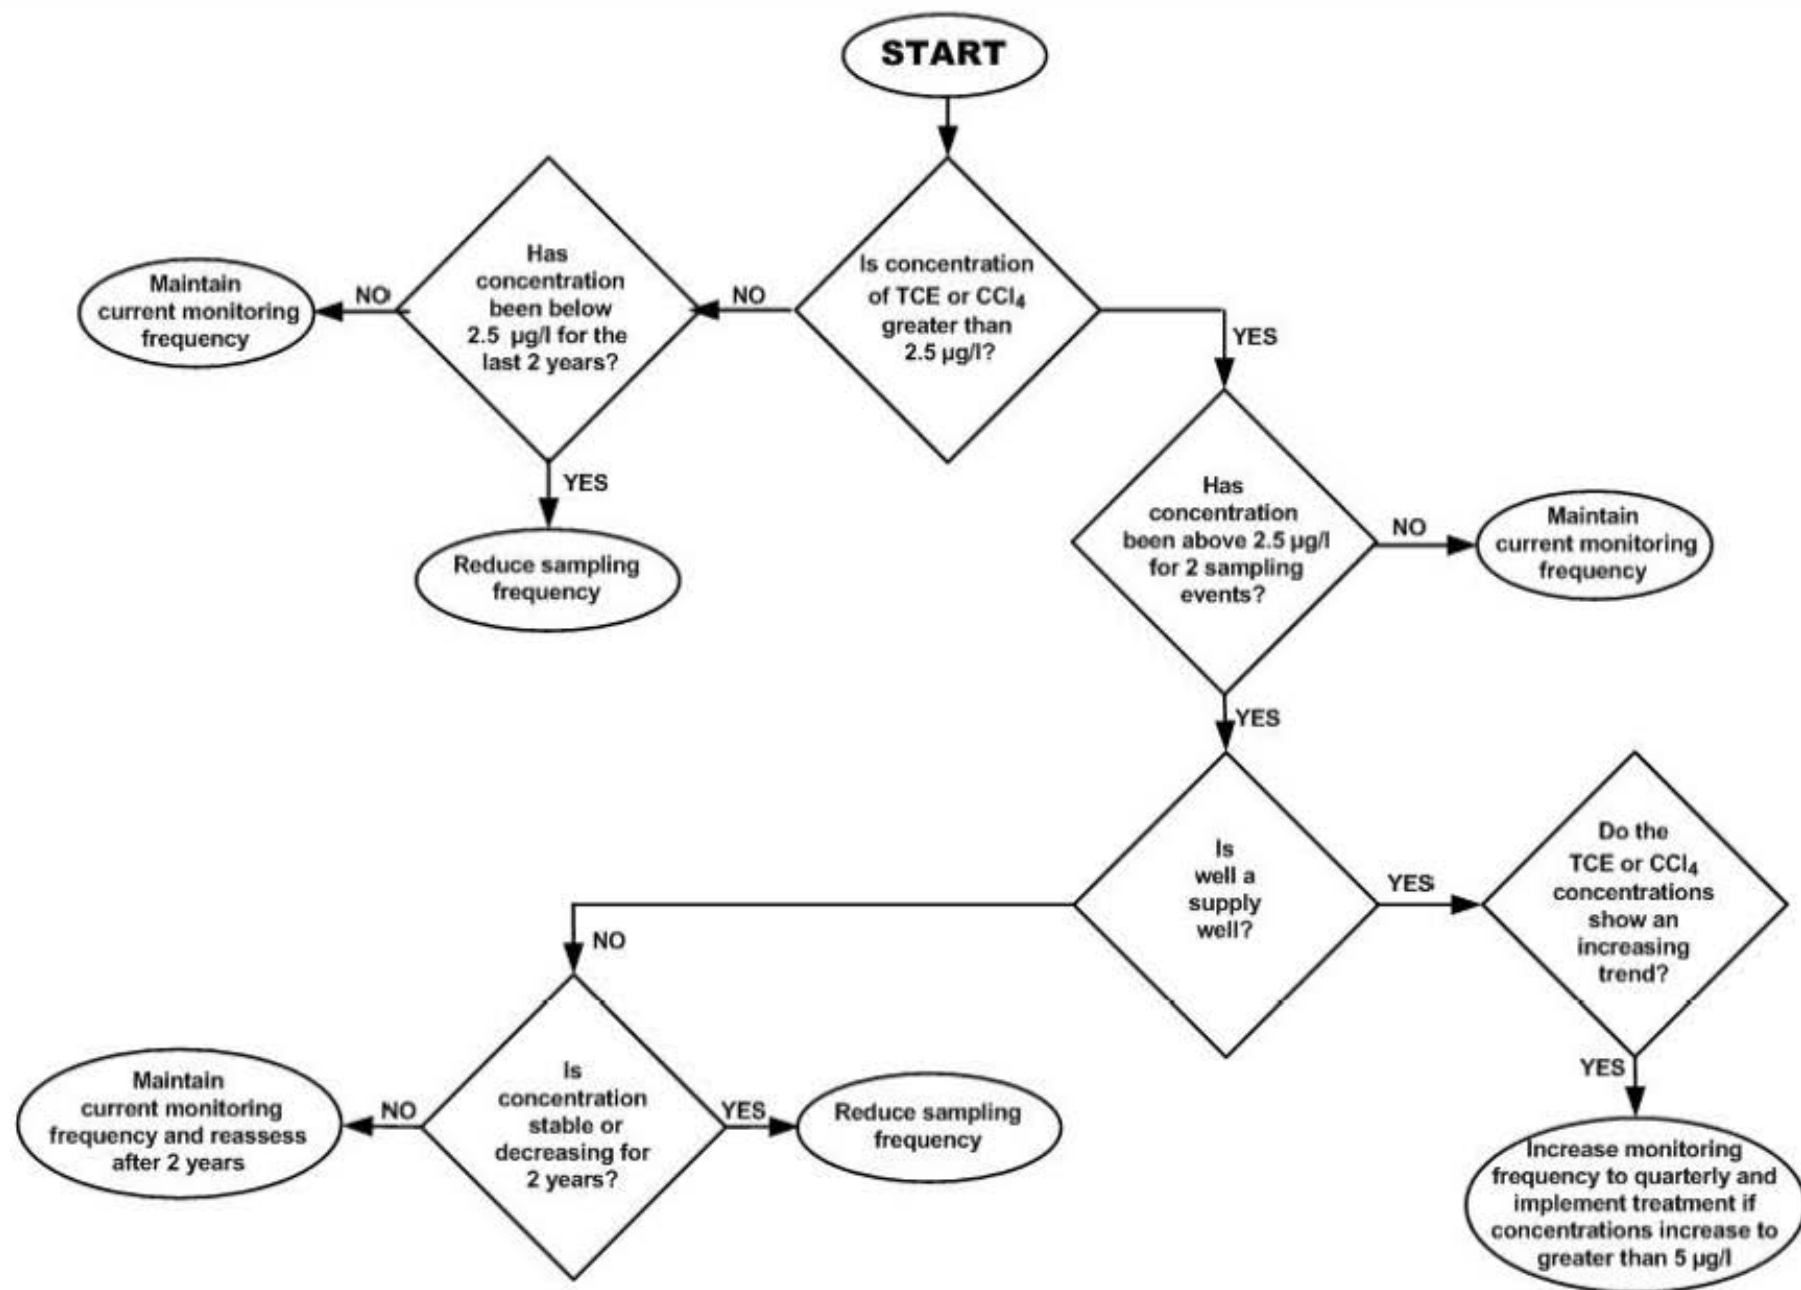 START
Is concentration
of TCE or CCl₄
greater than
2.5 µg/l?
NO
Has
concentration
been below
2.5 µg/l for the
last 2 years?
NO
Maintain
current monitoring
frequency
YES
Reduce sampling
frequency
YES
Has
concentration
been above 2.5 µg/l
for 2 sampling
events?
NO
Maintain
current monitoring
frequency
YES
Is
well a
supply
well?
YES
Do the
TCE or CCl₄
concentrations
show an
increasing
trend?
YES
Increase monitoring
frequency to quarterly and
implement treatment if
concentrations increase to
greater than 5 µg/l
NO
Is
concentration
stable or
decreasing for
2 years?
NO
Maintain
current monitoring
frequency and reassess
after 2 years
YES
Reduce sampling
frequency